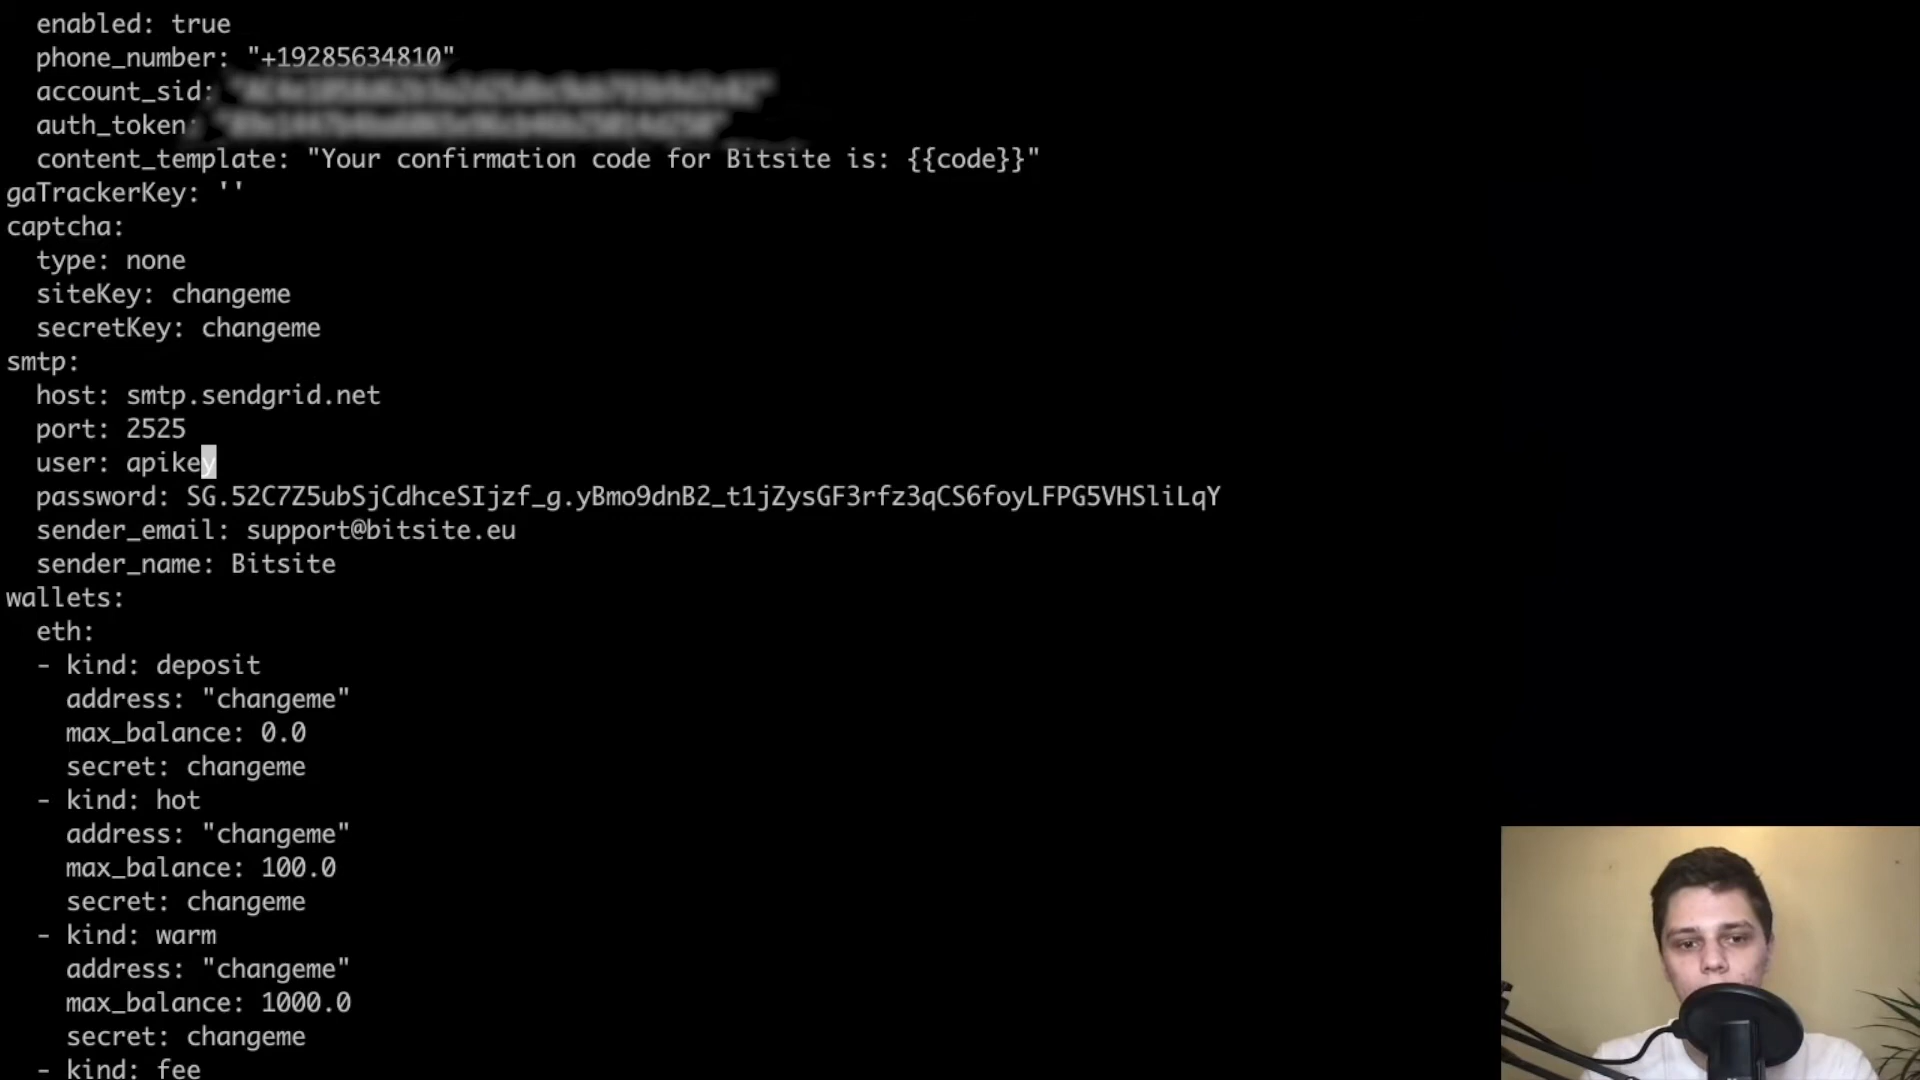 enabled: true
phone_number: "+19285634810"
account_sid:
auth_token:
content_template: "Your confirmation code for Bitsite is: {{code}}"
gaTrackerKey: ''
captcha:
type: none
siteKey: changeme
secretKey: changeme
smtp:
host: smtp.sendgrid.net
port: 2525
user: apikey
password: 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
sender_email: support@bitsite.eu
sender_name: Bitsite
wallets:
eth:
- kind: deposit
address: "changeme"
max_balance: 0.0
secret: changeme
- kind: hot
address: "changeme"
max_balance: 100.0
secret: changeme
- kind: warm
address: "changeme"
max_balance: 1000.0
secret: changeme
- kind: fee